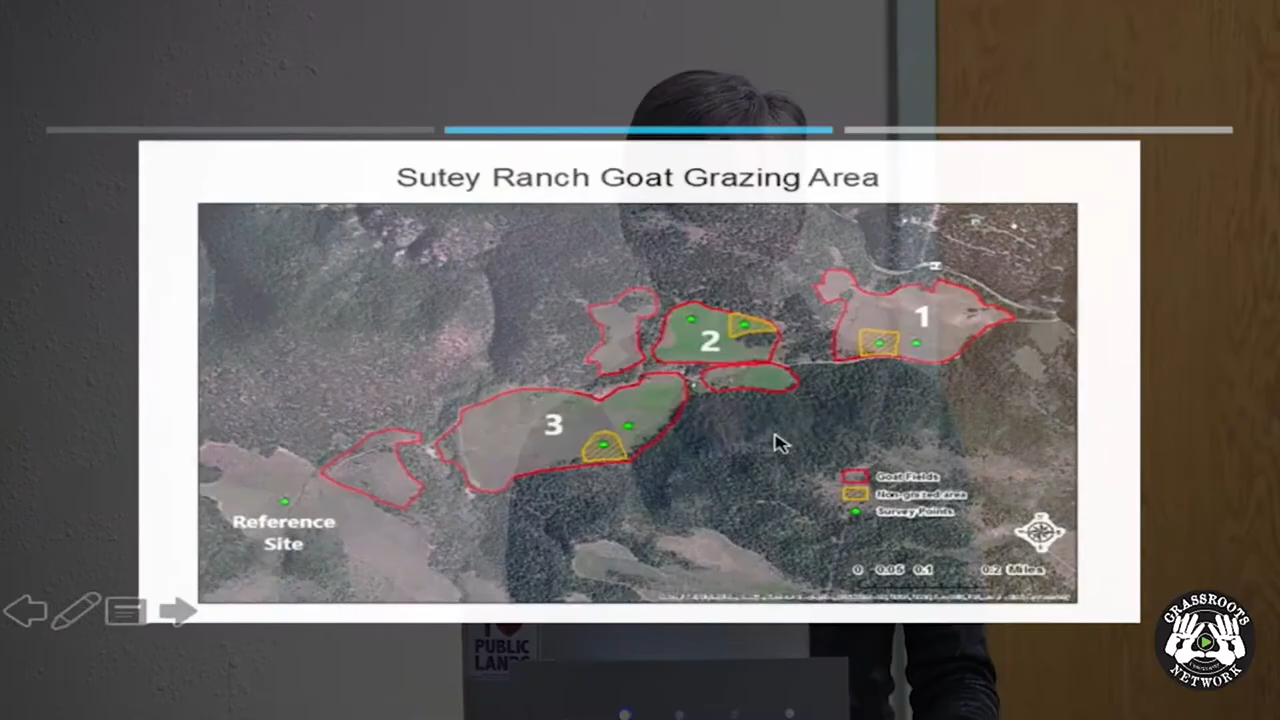 Sutey Ranch Goat Grazing Area
1
2
3
Reference
Site
Goat Fields
Non-grazed area
Survey Points
0 0.05 0.1 0.2 Miles
PUBLIC
LANDS
GRASSROOTS
NETWORK